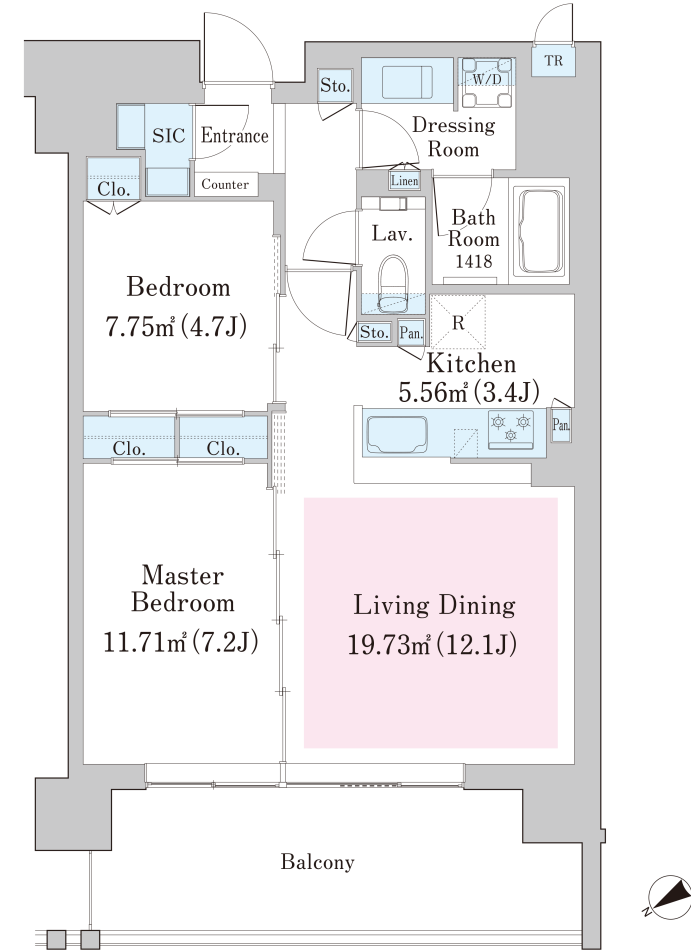 TR
Sto.
W/D
SIC
Entrance
Dressing
Room
Clo.
Counter
Linen
Bath
Room
1418
Lav.
Bedroom
7.75㎡(4.7J)
R
Sto.
Pan.
Kitchen
5.56㎡(3.4J)
Pan.
Clo.
Clo.
Master
Bedroom
11.71㎡(7.2J)
Living Dining
19.73㎡(12.1J)
Balcony
N